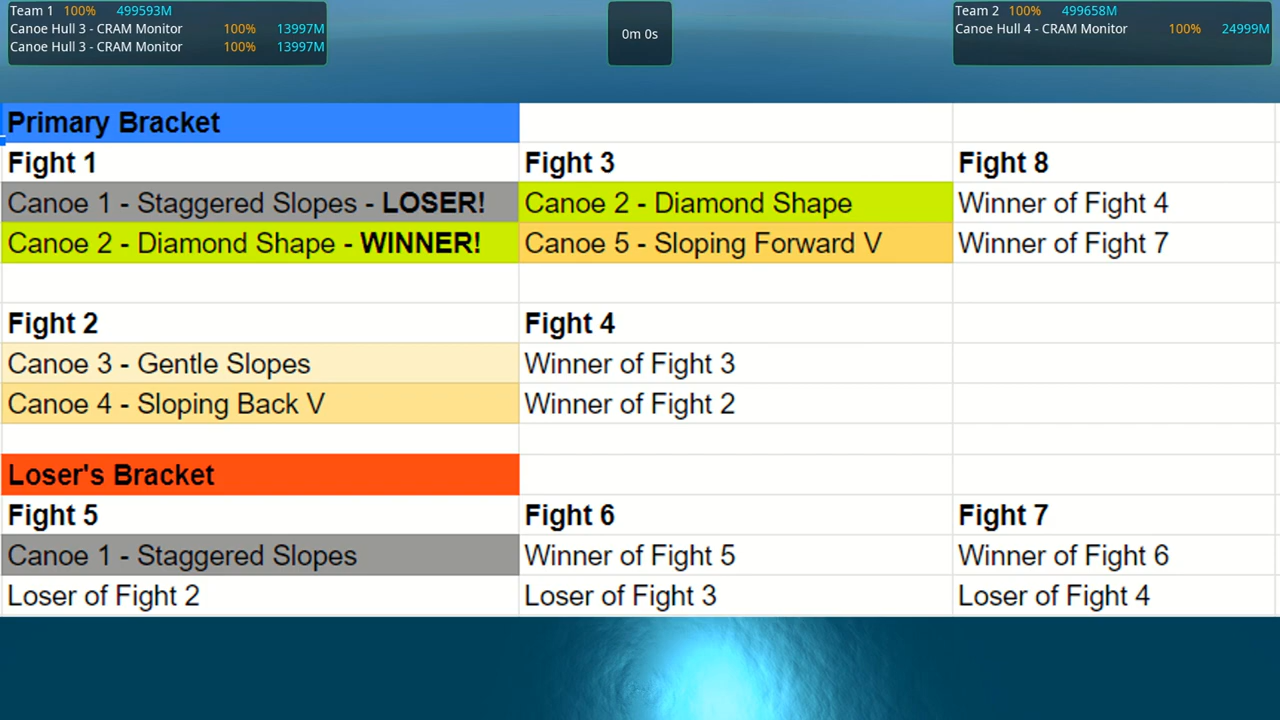 Team 1 100% 499593M
Canoe Hull 3 - CRAM Monitor 100% 13997M
Canoe Hull 3 - CRAM Monitor 100% 13997M
0m 0s
Team 2 100% 499658M
Canoe Hull 4 - CRAM Monitor 100% 24999M
Primary Bracket
Fight 1 Fight 3 Fight 8
Canoe 1 - Staggered Slopes - LOSER! Canoe 2 - Diamond Shape Winner of Fight 4
Canoe 2 - Diamond Shape - WINNER! Canoe 5 - Sloping Forward V Winner of Fight 7
Fight 2 Fight 4
Canoe 3 - Gentle Slopes Winner of Fight 3
Canoe 4 - Sloping Back V Winner of Fight 2
Loser's Bracket
Fight 5 Fight 6 Fight 7
Canoe 1 - Staggered Slopes Winner of Fight 5 Winner of Fight 6
Loser of Fight 2 Loser of Fight 3 Loser of Fight 4